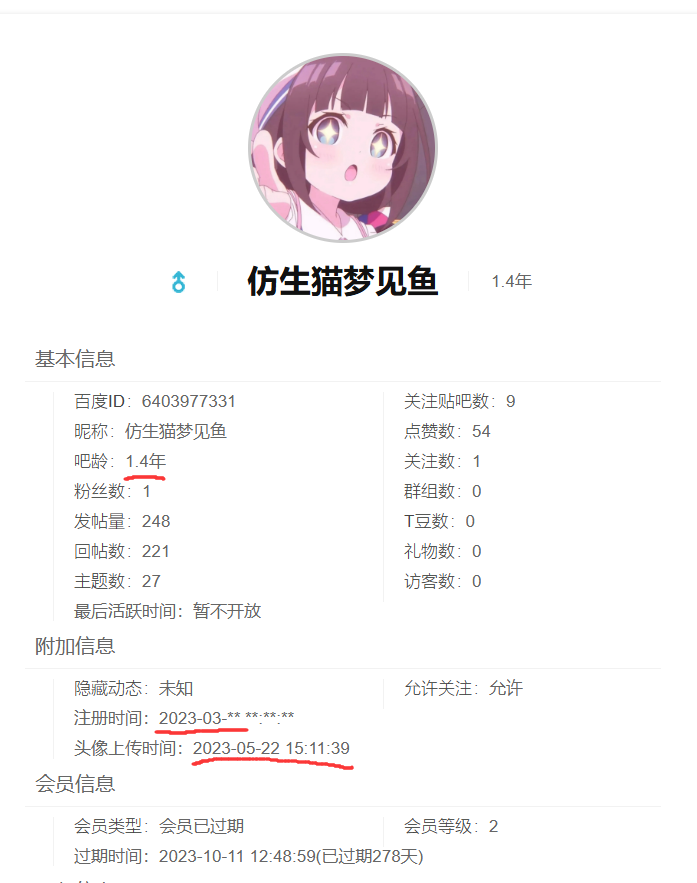 仿生猫梦见鱼
1.4年
基本信息
百度ID：6403977331
关注贴吧数：9
昵称：仿生猫梦见鱼
点赞数：54
吧龄：1.4年
关注数：1
粉丝数：1
群组数：0
发帖量：248
T豆数：0
回帖数：221
礼物数：0
主题数：27
访客数：0
最后活跃时间：暂不开放
附加信息
隐藏动态：未知
允许关注：允许
注册时间：2023-03-** **:**:**
头像上传时间：2023-05-22 15:11:39
会员信息
会员类型：会员已过期
会员等级：2
过期时间：2023-10-11 12:48:59(已过期278天)